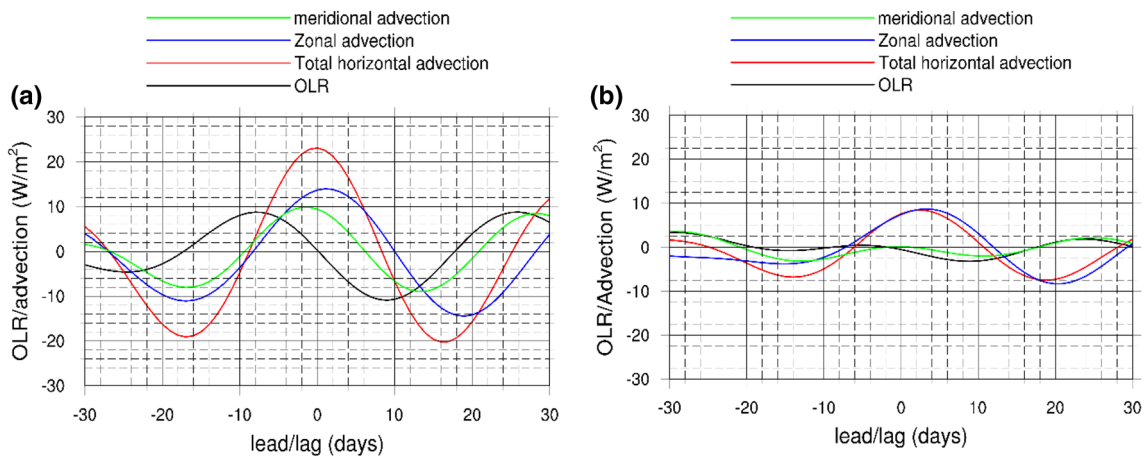 meridional advection
Zonal advection
Total horizontal advection
OLR
(a)
OLR/advection (W/m²)
30
20
10
0
-10
-20
-30
-30 -20 -10 0 10 20 30
lead/lag (days)
meridional advection
Zonal advection
Total horizontal advection
OLR
(b)
OLR/Advection (W/m²)
30
20
10
0
-10
-20
-30
-30 -20 -10 0 10 20 30
lead/lag (days)